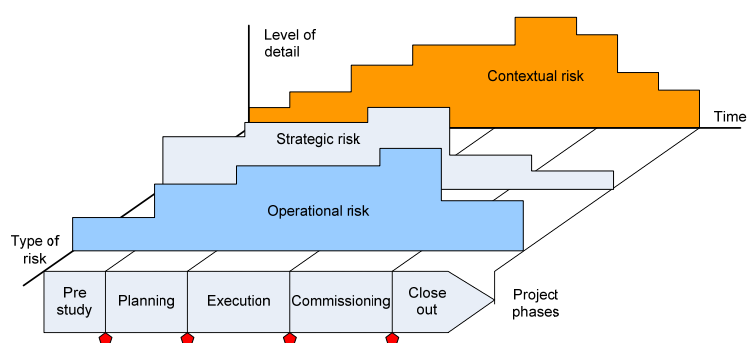 Level of
detail
Contextual risk
Time
Strategic risk
Operational risk
Type of
risk
Pre
study
Planning
Execution
Commissioning
Close
out
Project
phases